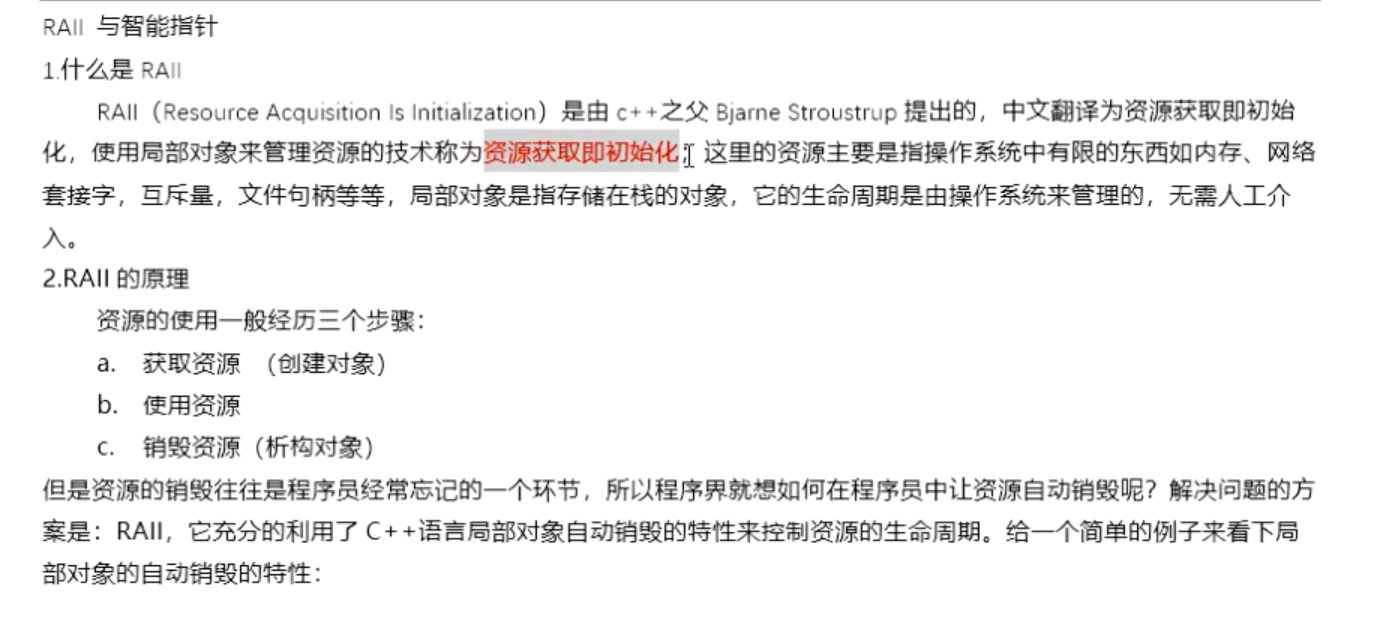 RAII 与智能指针
1.什么是 RAII
RAII（Resource Acquisition Is Initialization）是由 c++之父 Bjarne Stroustrup 提出的，中文翻译为资源获取即初始
化，使用局部对象来管理资源的技术称为资源获取即初始化；这里的资源主要是指操作系统中有限的东西如内存、网络
套接字，互斥量，文件句柄等等，局部对象是指存储在栈的对象，它的生命周期是由操作系统来管理的，无需人工介
入。
2.RAII 的原理
资源的使用一般经历三个步骤：
a. 获取资源 （创建对象）
b. 使用资源
c. 销毁资源（析构对象）
但是资源的销毁往往是程序员经常忘记的一个环节，所以程序界就想如何在程序员中让资源自动销毁呢？解决问题的方
案是：RAII，它充分的利用了 C++语言局部对象自动销毁的特性来控制资源的生命周期。给一个简单的例子来看下局
部对象的自动销毁的特性：